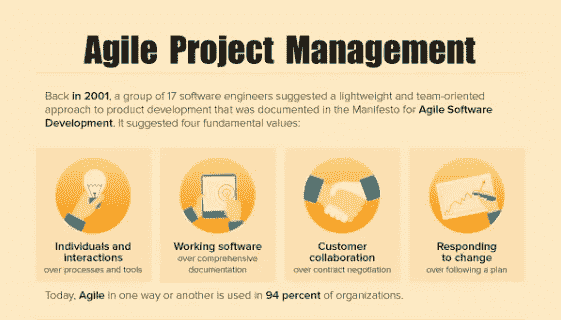 Agile Project Management
Back in 2001, a group of 17 software engineers suggested a lightweight and team-oriented
approach to product development that was documented in the Manifesto for Agile Software
Development. It suggested four fundamental values:
Individuals and
interactions
over processes and tools
Working software
over comprehensive
documentation
Customer
collaboration
over contract negotiation
Responding
to change
over following a plan
Today, Agile in one way or another is used in 94 percent of organizations.